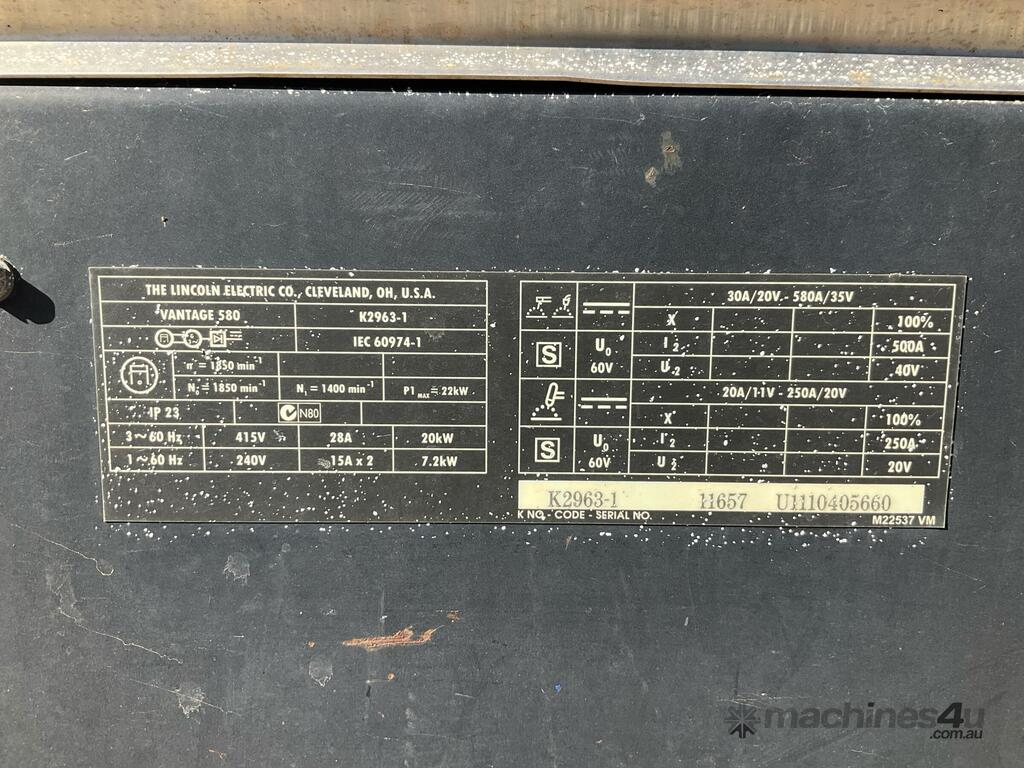 THE LINCOLN ELECTRIC CO., CLEVELAND, OH, U.S.A.
VANTAGE 580 K2963-1
IEC 60974-1
n = 1850 min-1
N0 = 1850 min-1 N1 = 1400 min-1 P1 MAX = 22kW
IP 23 N80
3~60 Hz 415V 28A 20kW
1~60 Hz 240V 15A x 2 7.2kW
30A/20V - 580A/35V
X 100%
S U0 60V I2 500A
U2 40V
20A/11V - 250A/20V
X 100%
S U0 60V I2 250A
U2 20V
K2963-1 11657 U1110405660
K NO. - CODE - SERIAL NO. M22537 VM
machines4u
.com.au